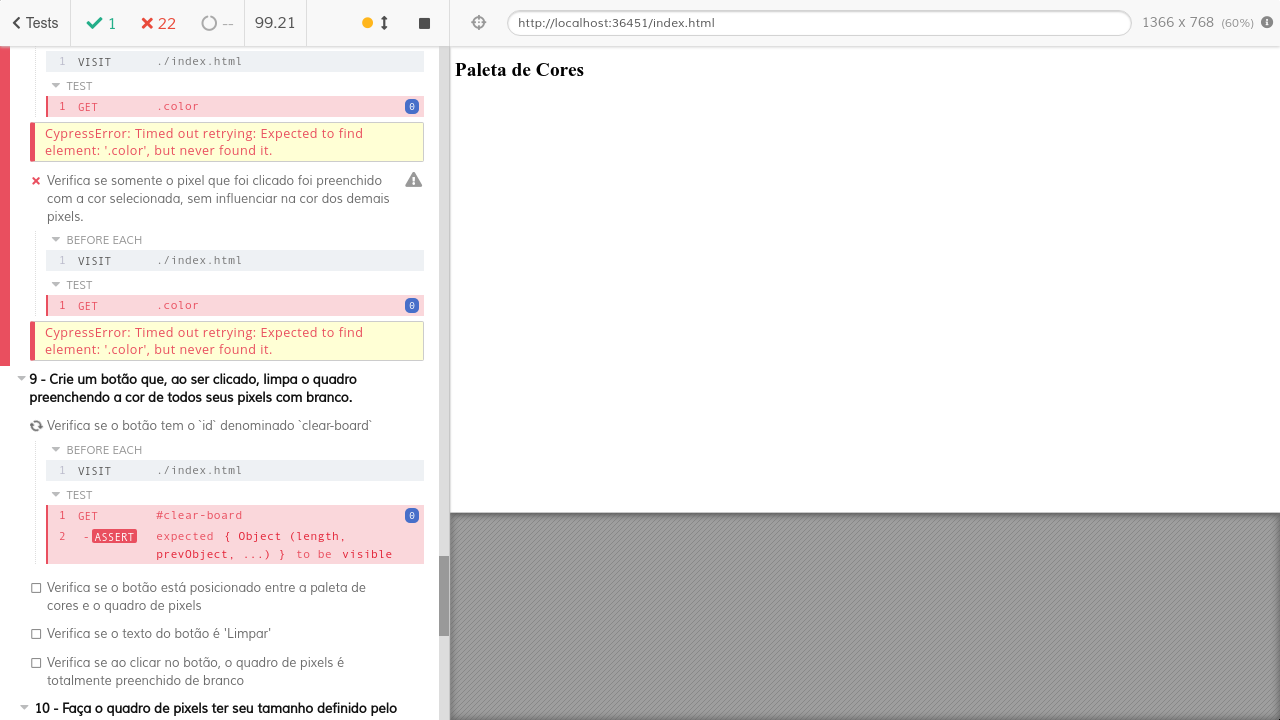 Tests 1 22 -- 99.21 http://localhost:36451/index.html 1366 x 768 (60%)
1 VISIT ./index.html
TEST
1 GET .color 0
CypressError: Timed out retrying: Expected to find
element: '.color', but never found it.
Verifica se somente o pixel que foi clicado foi preenchido
com a cor selecionada, sem influenciar na cor dos demais
pixels.
BEFORE EACH
1 VISIT ./index.html
TEST
1 GET .color 0
CypressError: Timed out retrying: Expected to find
element: '.color', but never found it.
9 - Crie um botão que, ao ser clicado, limpa o quadro
preenchendo a cor de todos seus pixels com branco.
Verifica se o botão tem o `id` denominado `clear-board`
BEFORE EACH
1 VISIT ./index.html
TEST
1 GET #clear-board 0
2 - ASSERT expected { Object (length,
prevObject, ...) } to be visible
Verifica se o botão está posicionado entre a paleta de
cores e o quadro de pixels
Verifica se o texto do botão é 'Limpar'
Verifica se ao clicar no botão, o quadro de pixels é
totalmente preenchido de branco
10 - Faça o quadro de pixels ter seu tamanho definido pelo
Paleta de Cores